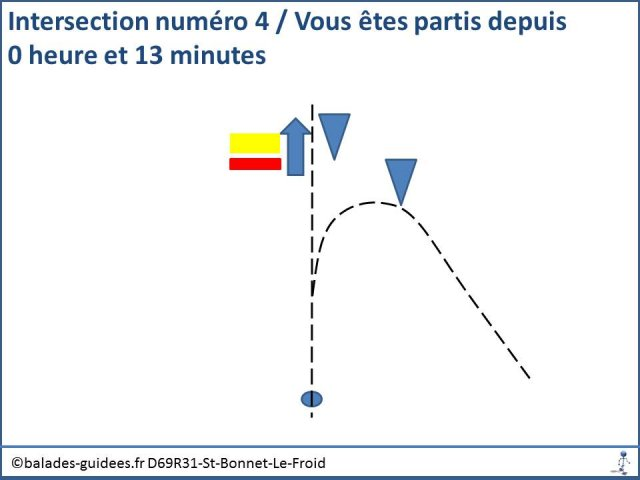 Intersection numéro 4 / Vous êtes partis depuis
0 heure et 13 minutes
©balades-guidees.fr D69R31-St-Bonnet-Le-Froid